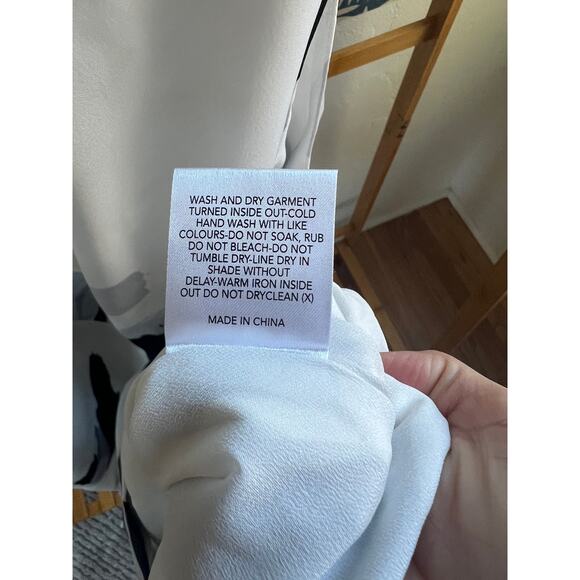 WASH AND DRY GARMENT
TURNED INSIDE OUT-COLD
HAND WASH WITH LIKE
COLOURS-DO NOT SOAK, RUB
DO NOT BLEACH-DO NOT
TUMBLE DRY-LINE DRY IN
SHADE WITHOUT
DELAY-WARM IRON INSIDE
OUT DO NOT DRYCLEAN (X)
MADE IN CHINA